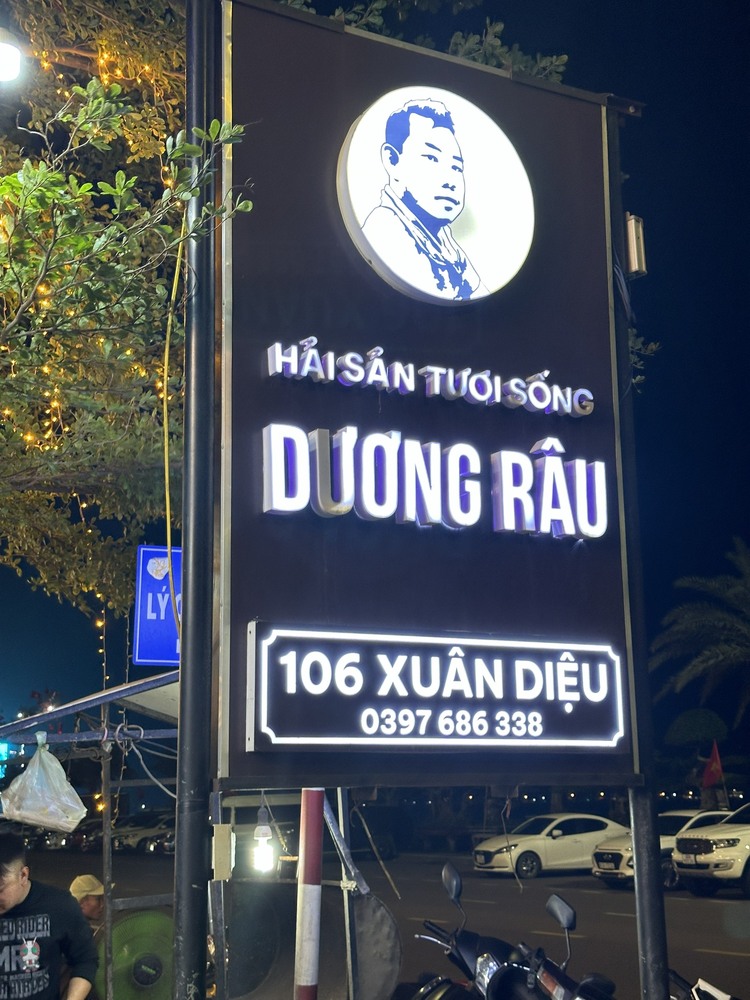 HẢI SẢN TƯƠI SỐNG
DƯƠNG RÂU
106 XUÂN DIỆU
0397 686 338
LÝ